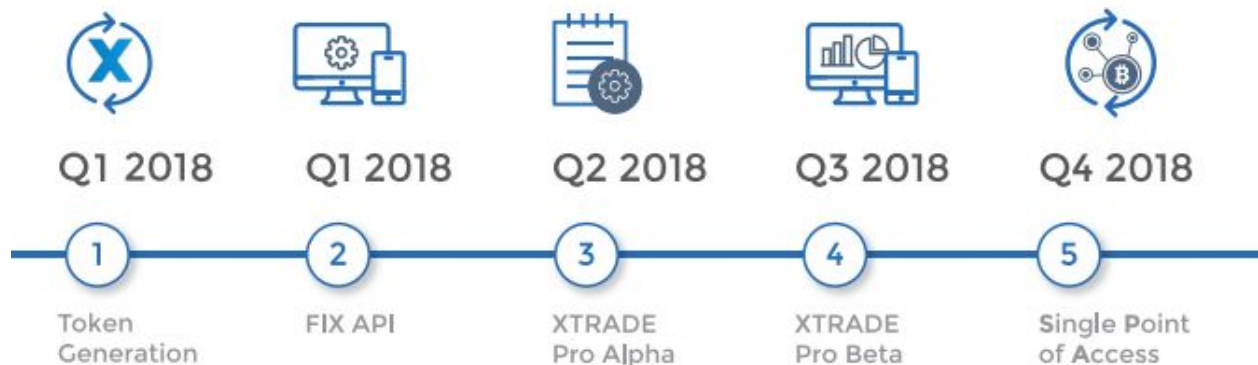 X
B
Q1 2018
Q1 2018
Q2 2018
Q3 2018
Q4 2018
1
2
3
4
5
Token
Generation
FIX API
XTRADE
Pro Alpha
XTRADE
Pro Beta
Single Point
of Access